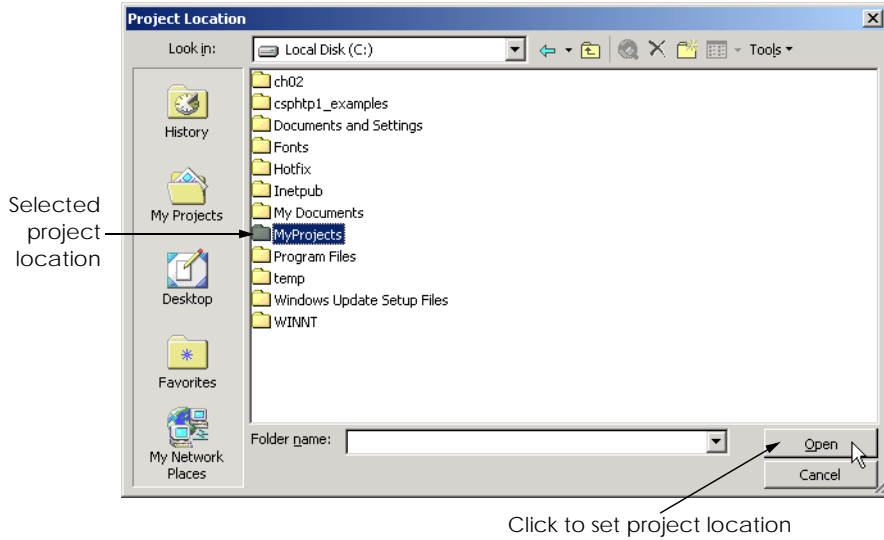 Project Location
Look in:
Local Disk (C:)
Tools
History
My Projects
Desktop
Favorites
My Network
Places
ch02
csphtp1_examples
Documents and Settings
Fonts
Hotfix
Inetpub
My Documents
MyProjects
Program Files
temp
Windows Update Setup Files
WINNT
Selected
project
location
Folder name:
Open
Cancel
Click to set project location